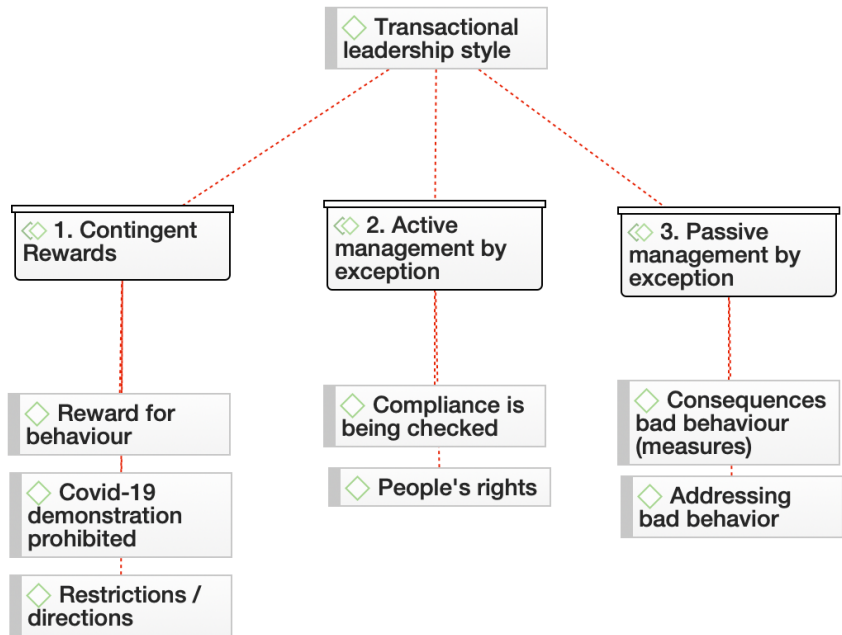 Transactional
leadership style
1. Contingent
Rewards
2. Active
management by
exception
3. Passive
management by
exception
Reward for
behaviour
Covid-19
demonstration
prohibited
Restrictions /
directions
Compliance is
being checked
People's rights
Consequences
bad behaviour
(measures)
Addressing
bad behavior